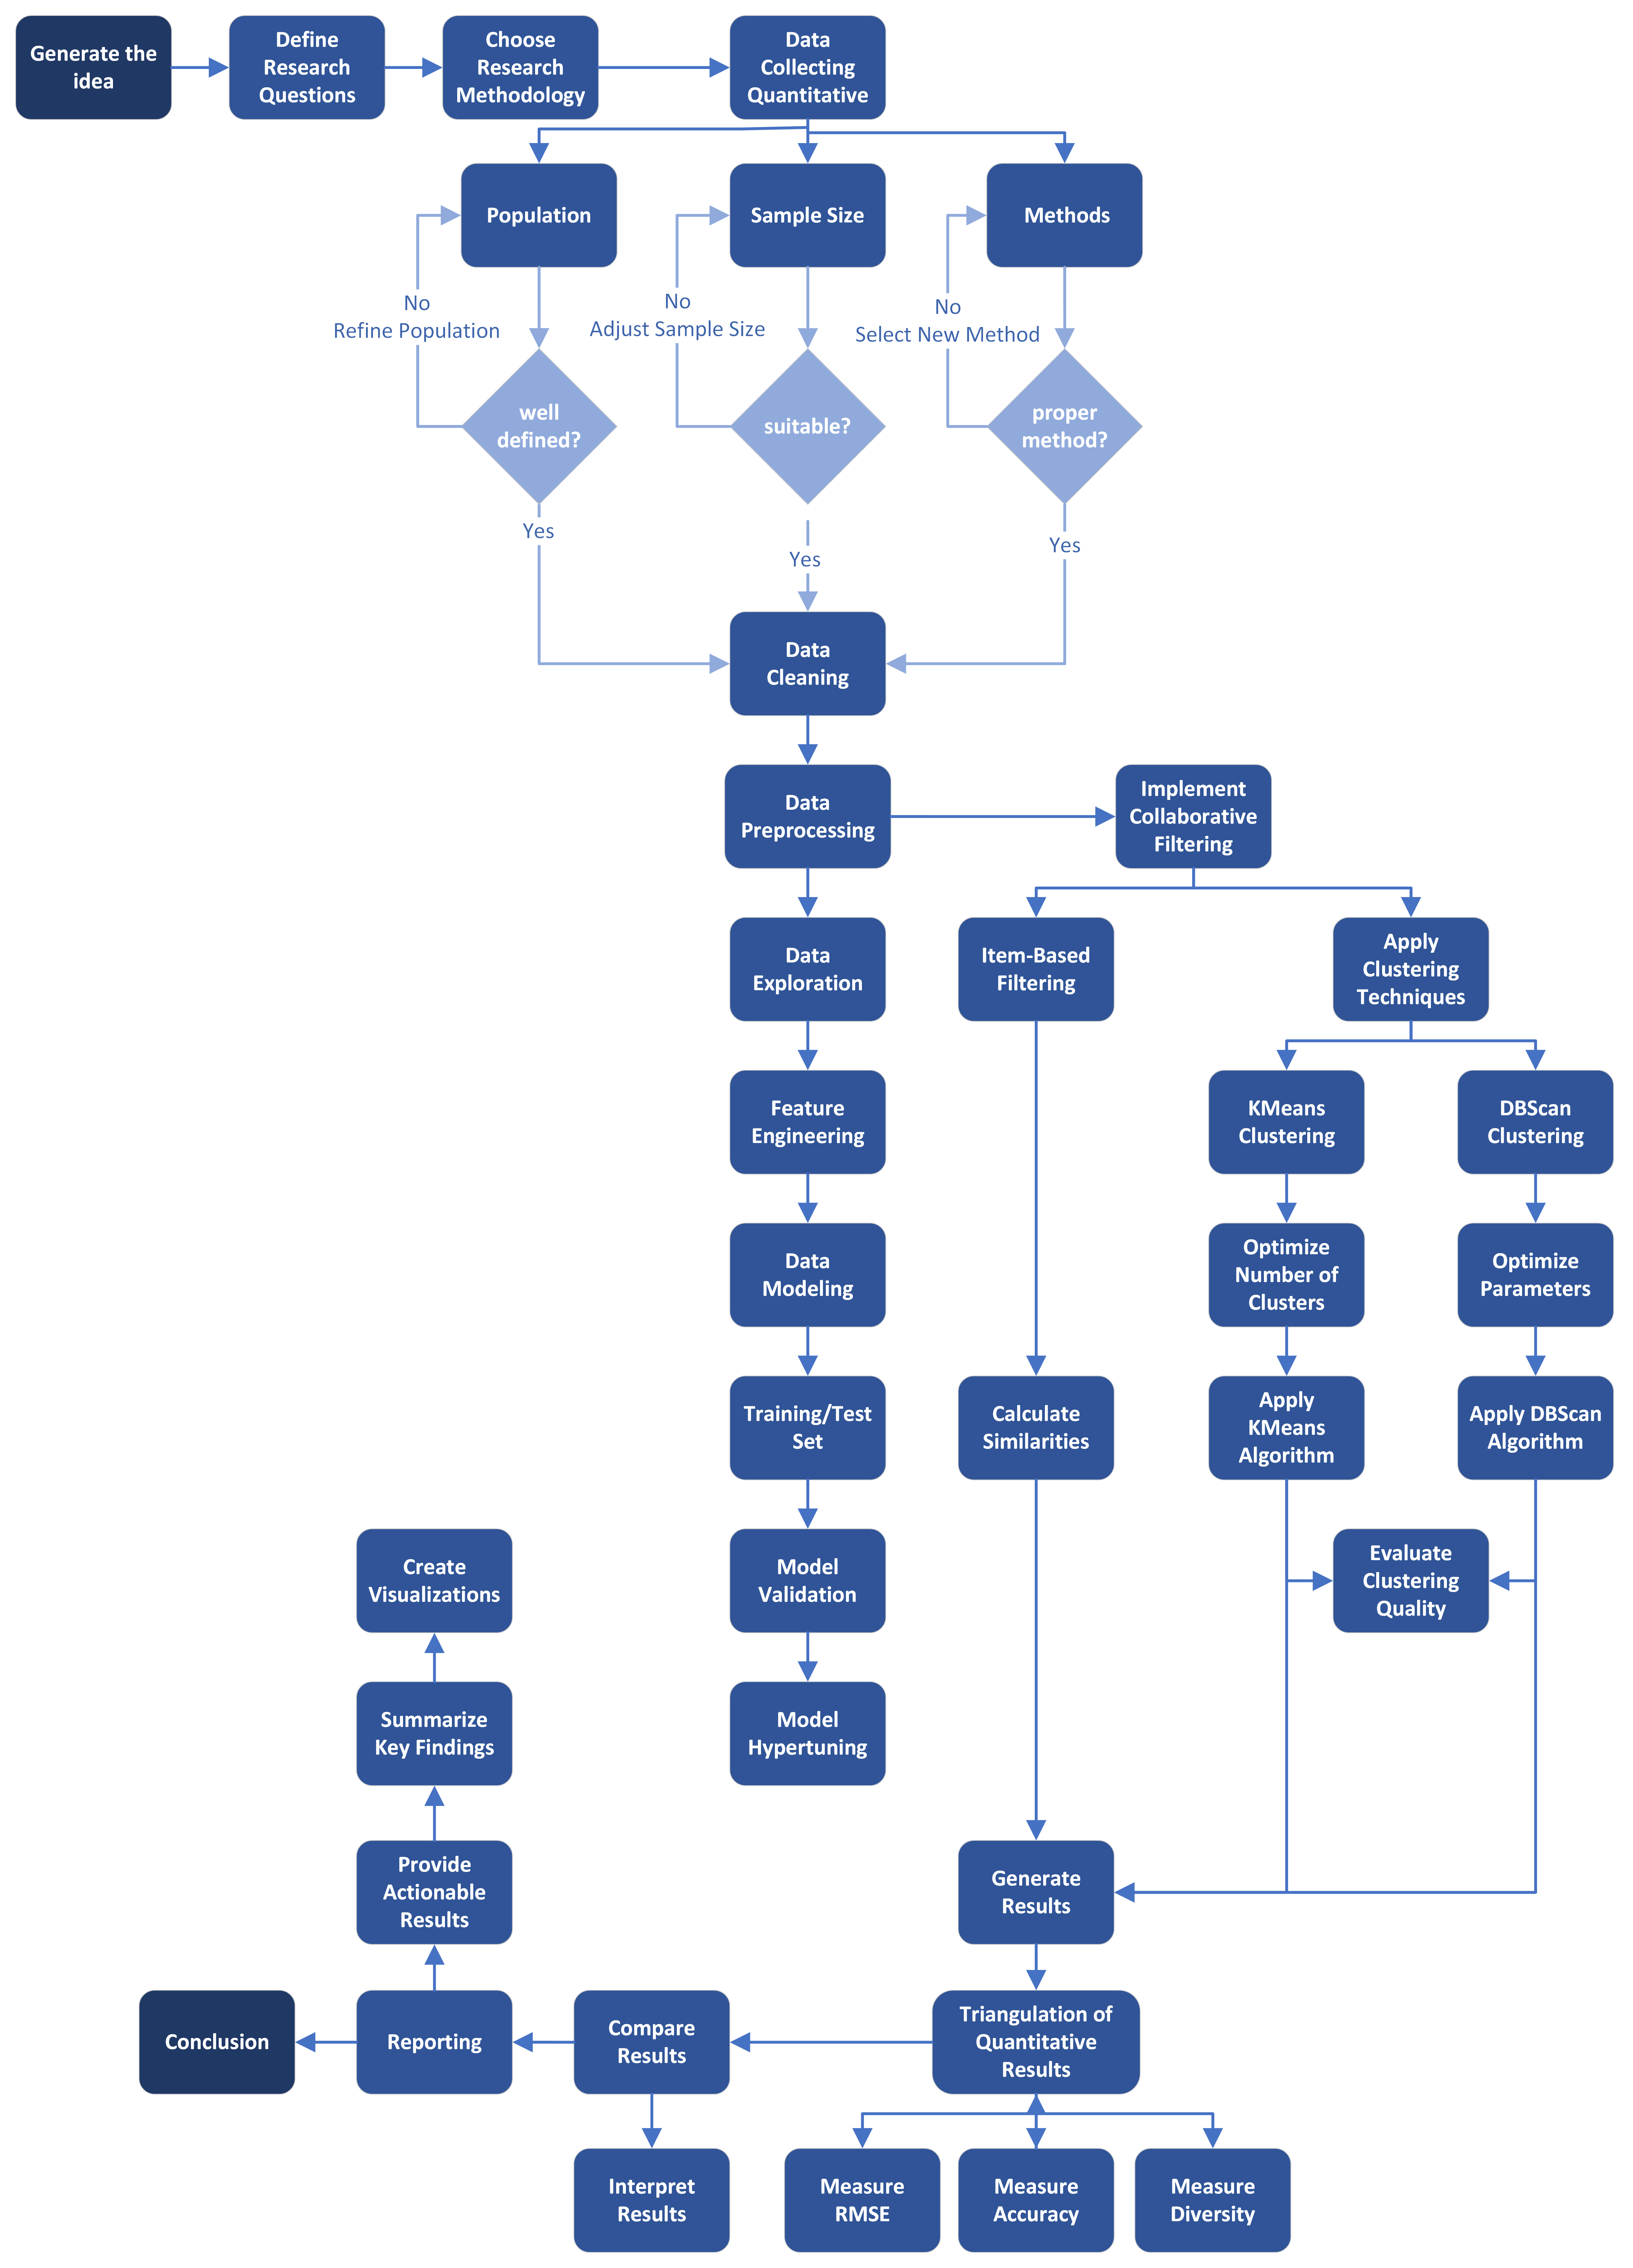 Generate the
idea
Define
Research
Questions
Choose
Research
Methodology
Data
Collecting
Quantitative
Population
Sample Size
Methods
No
Refine Population
No
Adjust Sample Size
No
Select New Method
well
defined?
suitable?
proper
method?
Yes
Yes
Yes
Data
Cleaning
Data
Preprocessing
Implement
Collaborative
Filtering
Data
Exploration
Item-Based
Filtering
Apply
Clustering
Techniques
Feature
Engineering
KMeans
Clustering
DBScan
Clustering
Data
Modeling
Optimize
Number of
Clusters
Optimize
Parameters
Training/Test
Set
Calculate
Similarities
Apply
KMeans
Algorithm
Apply DBScan
Algorithm
Create
Visualizations
Model
Validation
Evaluate
Clustering
Quality
Summarize
Key Findings
Model
Hypertuning
Provide
Actionable
Results
Generate
Results
Conclusion
Reporting
Compare
Results
Triangulation of
Quantitative
Results
Interpret
Results
Measure
RMSE
Measure
Accuracy
Measure
Diversity